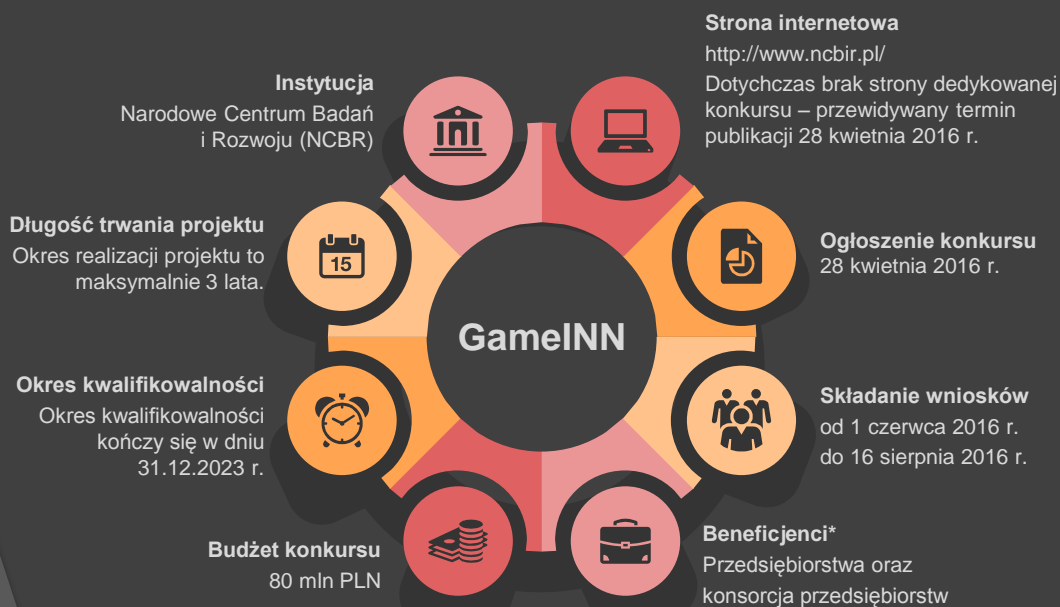 Strona internetowa
http://www.ncbir.pl/
Dotychczas brak strony dedykowanej
konkursu – przewidywany termin
publikacji 28 kwietnia 2016 r.
Instytucja
Narodowe Centrum Badań
i Rozwoju (NCBR)
Długość trwania projektu
Okres realizacji projektu to
maksymalnie 3 lata.
15
Ogłoszenie konkursu
28 kwietnia 2016 r.
GameINN
Okres kwalifikowalności
Okres kwalifikowalności
kończy się w dniu
31.12.2023 r.
Składanie wniosków
od 1 czerwca 2016 r.
do 16 sierpnia 2016 r.
Budżet konkursu
80 mln PLN
Beneficjenci*
Przedsiębiorstwa oraz
konsorcja przedsiębiorstw